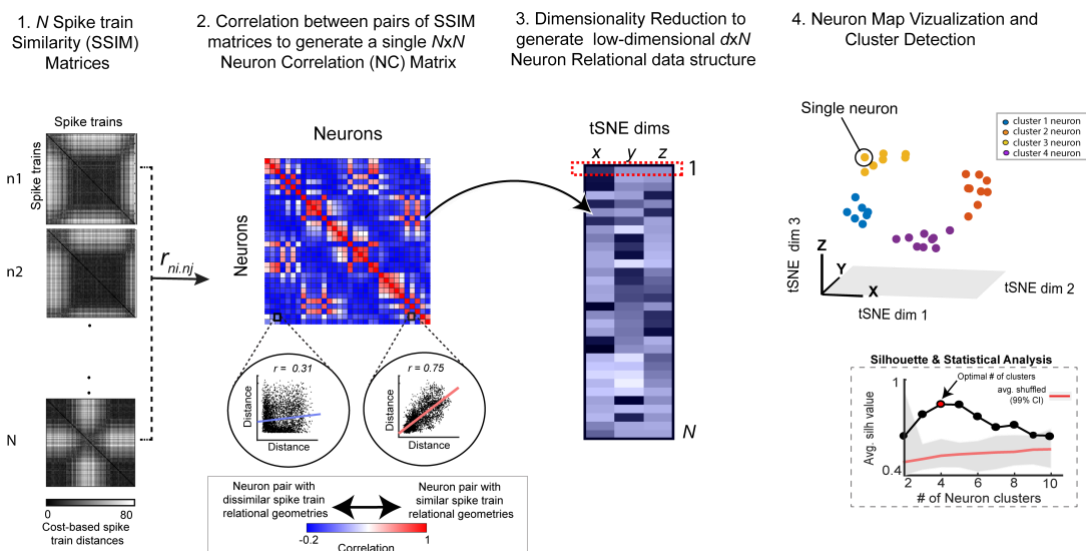 1. N Spike train
Similarity (SSIM)
Matrices
2. Correlation between pairs of SSIM
matrices to generate a single NxN
Neuron Correlation (NC) Matrix
3. Dimensionality Reduction to
generate low-dimensional dxN
Neuron Relational data structure
4. Neuron Map Vizualization and
Cluster Detection
Spike trains
Spike trains
n1
n2
N
0 80
Cost-based spike
train distances
r ni.nj
Neurons
Neurons
r = 0.31
Distance
Distance
r = 0.75
Distance
Distance
Neuron pair with
dissimilar spike train
relational geometries
Neuron pair with
similar spike train
relational geometries
-0.2 1
Correlation
tSNE dims
x y z
1
N
Single neuron
cluster 1 neuron
cluster 2 neuron
cluster 3 neuron
cluster 4 neuron
tSNE dim 3
Z
Y
X
tSNE dim 2
tSNE dim 1
Silhouette & Statistical Analysis
Optimal # of clusters
avg. shuffled
(99% CI)
Avg. silh value
1
0.4
2 4 6 8 10
# of Neuron clusters